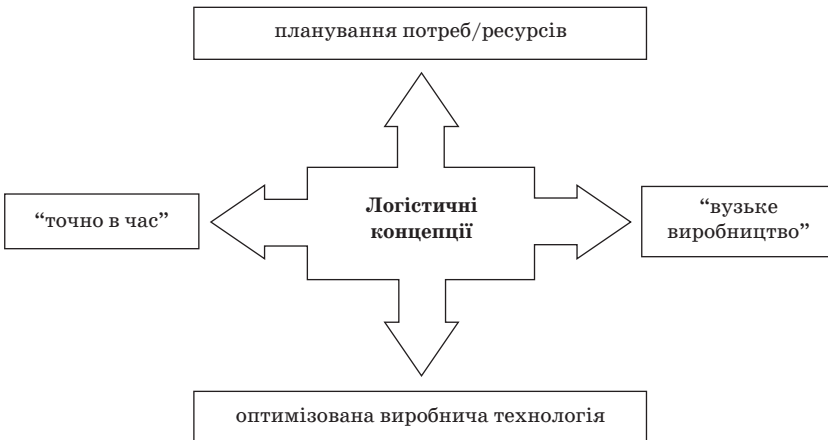 планування потреб/ресурсів
“точно в час”
Логістичні
концепції
“вузьке
виробництво”
оптимізована виробнича технологія